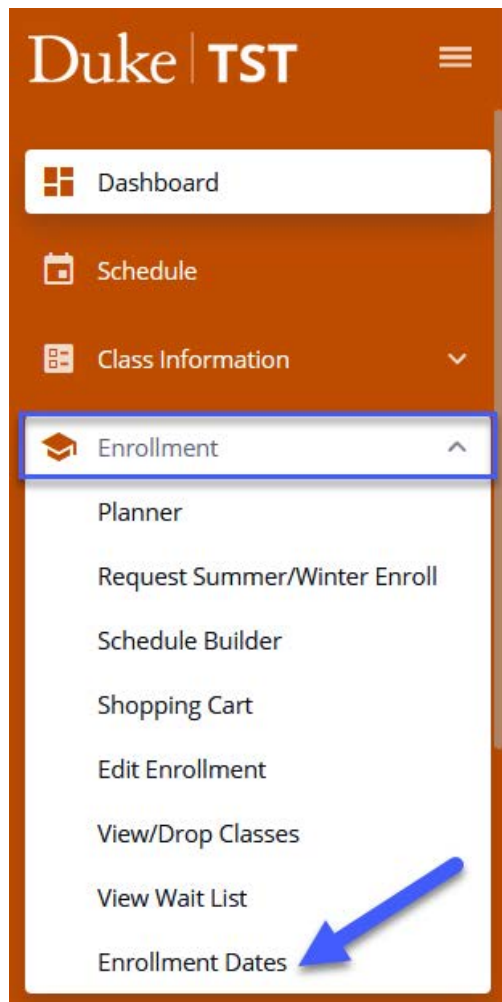 Duke | TST
Dashboard
Schedule
Class Information
Enrollment
Planner
Request Summer/Winter Enroll
Schedule Builder
Shopping Cart
Edit Enrollment
View/Drop Classes
View Wait List
Enrollment Dates